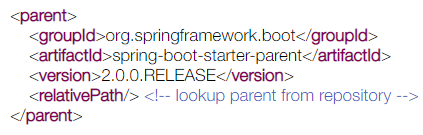 <parent>
<groupId>org.springframework.boot</groupId>
<artifactId>spring-boot-starter-parent</artifactId>
<version>2.0.0.RELEASE</version>
<relativePath/> <!-- lookup parent from repository -->
</parent>